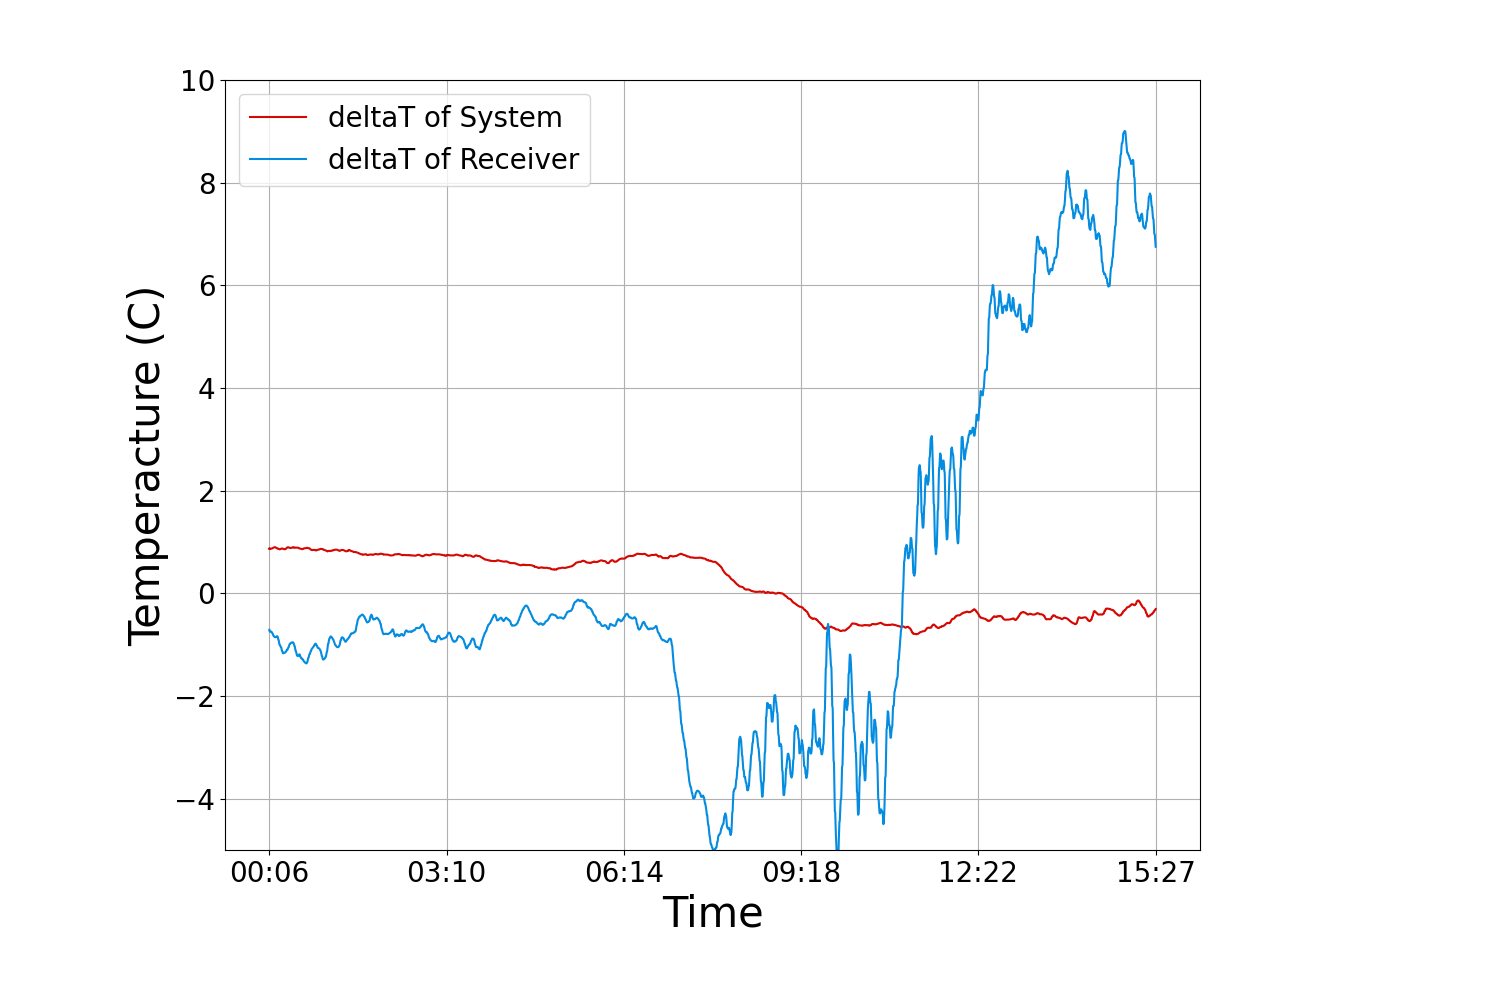 10
8
6
4
2
0
−2
−4
Temperacture (C)
deltaT of System
deltaT of Receiver
00:06 03:10 06:14 09:18 12:22 15:27
Time